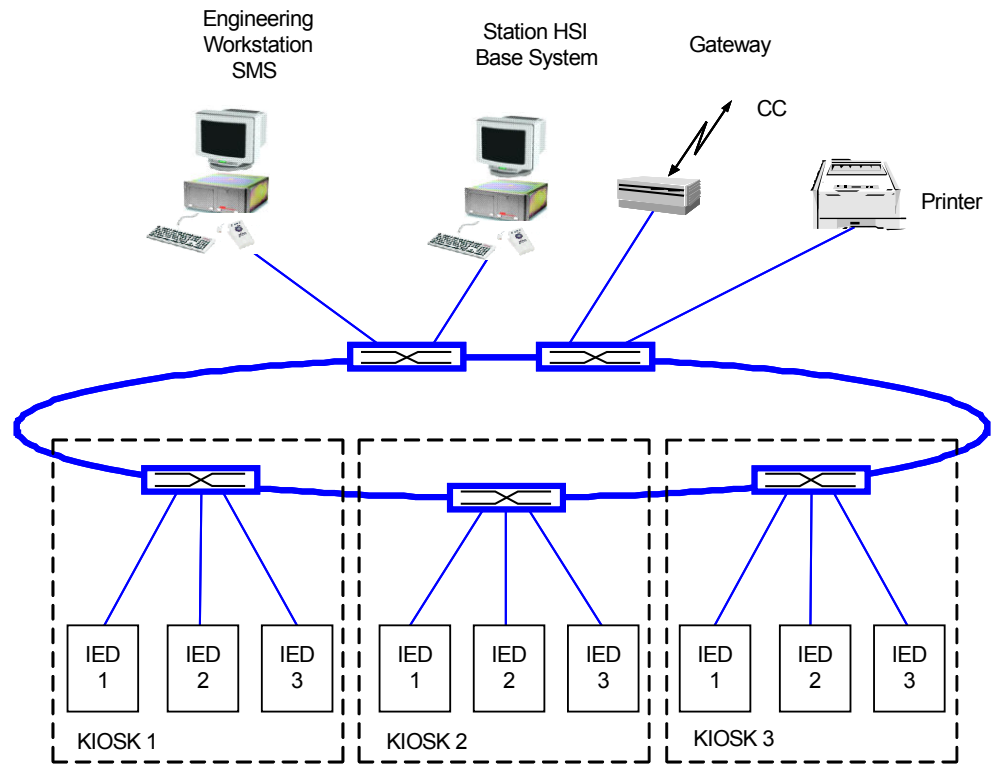 Engineering
Workstation
SMS
Station HSI
Base System
Gateway
CC
Printer
IED
1
IED
2
IED
3
KIOSK 1
IED
1
IED
2
IED
3
KIOSK 2
IED
1
IED
2
IED
3
KIOSK 3